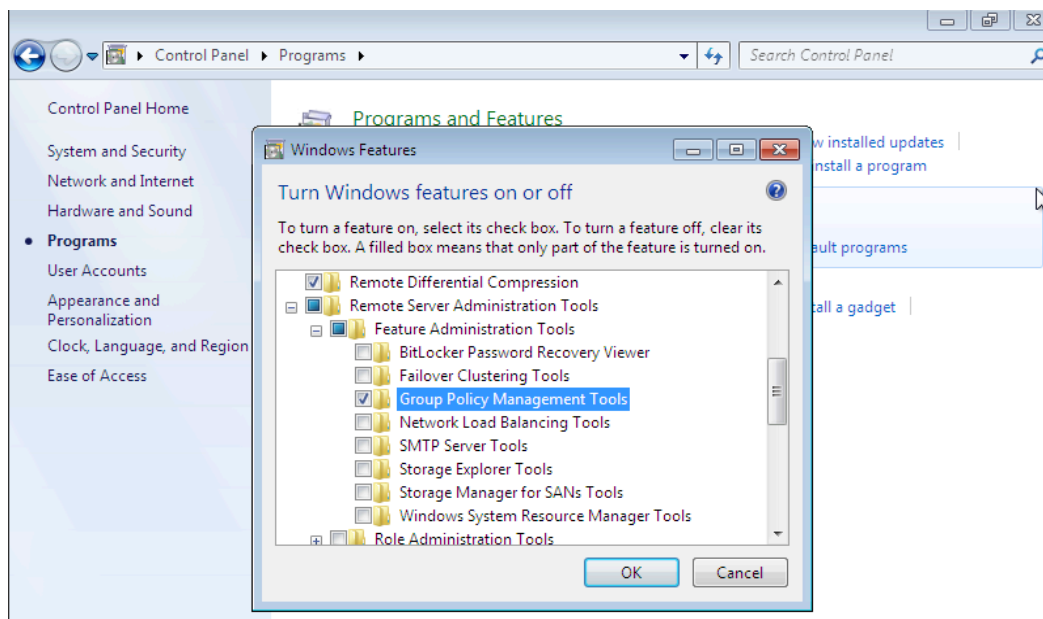 Control Panel
Programs
Search Control Panel
Control Panel Home
System and Security
Network and Internet
Hardware and Sound
Programs
User Accounts
Appearance and
Personalization
Clock, Language, and Region
Ease of Access
Programs and Features
installed updates
a program
programs
a gadget
Windows Features
Turn Windows features on or off
To turn a feature on, select its check box. To turn a feature off, clear its
check box. A filled box means that only part of the feature is turned on.
Remote Differential Compression
Remote Server Administration Tools
Feature Administration Tools
BitLocker Password Recovery Viewer
Failover Clustering Tools
Group Policy Management Tools
Network Load Balancing Tools
SMTP Server Tools
Storage Explorer Tools
Storage Manager for SANs Tools
Windows System Resource Manager Tools
Role Administration Tools
OK
Cancel